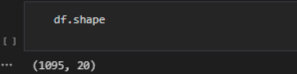 df.shape
[ ]
... (1095, 20)